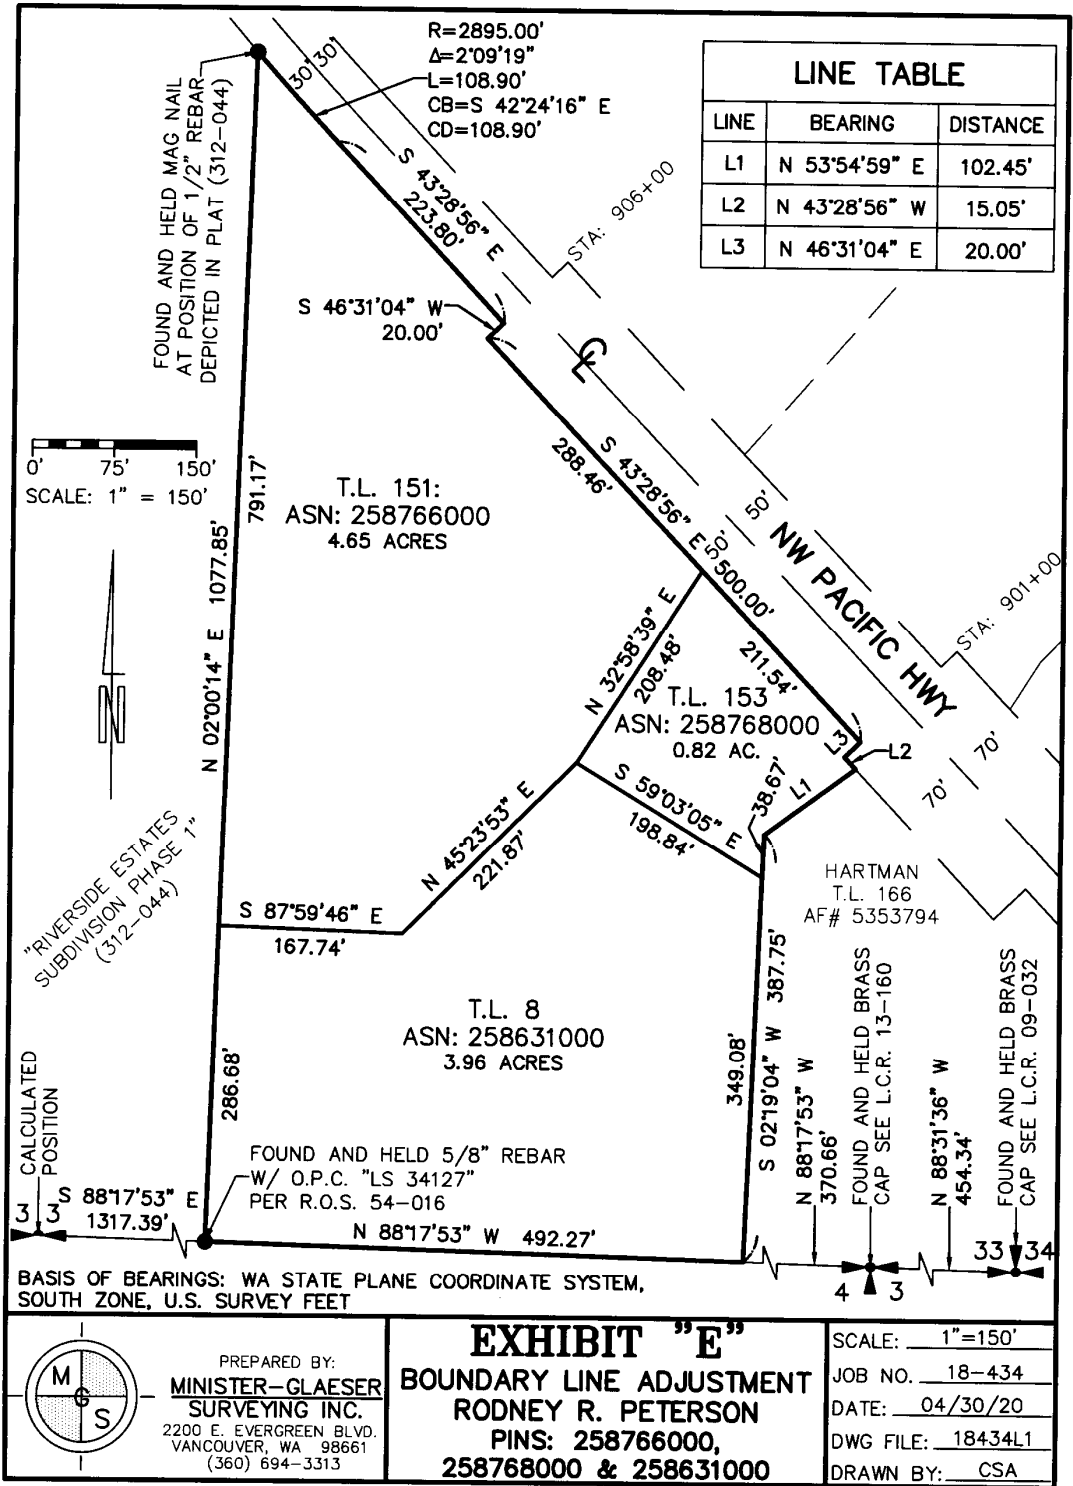 R=2895.00'
Δ=2°09'19"
L=108.90'
CB=S 42°24'16" E
CD=108.90'
30' 30'
FOUND AND HELD MAG NAIL
AT POSITION OF 1/2" REBAR
DEPICTED IN PLAT (312-044)
LINE TABLE
LINE BEARING DISTANCE
L1 N 53°54'59" E 102.45'
L2 N 43°28'56" W 15.05'
L3 N 46°31'04" E 20.00'
S 43°28'56" E
223.80'
STA: 906+00
S 46°31'04" W
20.00'
CL
0' 75' 150'
SCALE: 1" = 150'
791.17'
N 02°00'14" E 1077.85'
T.L. 151:
ASN: 258766000
4.65 ACRES
S 43°28'56" E 500.00'
288.46'
50'
50'
NW PACIFIC HWY
STA: 901+00
N
N 32°58'39" E
208.48'
211.54'
T.L. 153
ASN: 258768000
0.82 AC.
L3
L2
L1
38.67'
70'
70'
S 59°03'05" E
198.84'
N 45°23'53" E
221.87'
"RIVERSIDE ESTATES
SUBDIVISION PHASE 1"
(312-044)
S 87°59'46" E
167.74'
HARTMAN
T.L. 166
AF# 5353794
T.L. 8
ASN: 258631000
3.96 ACRES
286.68'
349.08'
S 02°19'04" W 387.75'
N 88°17'53" W
370.66'
FOUND AND HELD BRASS
CAP SEE L.C.R. 13-160
N 88°31'36" W
454.34'
FOUND AND HELD BRASS
CAP SEE L.C.R. 09-032
CALCULATED
POSITION
FOUND AND HELD 5/8" REBAR
W/ O.P.C. "LS 34127"
PER R.O.S. 54-016
S 88°17'53" E
1317.39'
3 3
N 88°17'53" W 492.27'
33 34
4 3
BASIS OF BEARINGS: WA STATE PLANE COORDINATE SYSTEM,
SOUTH ZONE, U.S. SURVEY FEET
M G S
PREPARED BY:
MINISTER-GLAESER
SURVEYING INC.
2200 E. EVERGREEN BLVD.
VANCOUVER, WA 98661
(360) 694-3313
EXHIBIT "E"
BOUNDARY LINE ADJUSTMENT
RODNEY R. PETERSON
PINS: 258766000,
258768000 & 258631000
SCALE: 1"=150'
JOB NO. 18-434
DATE: 04/30/20
DWG FILE: 18434L1
DRAWN BY: CSA